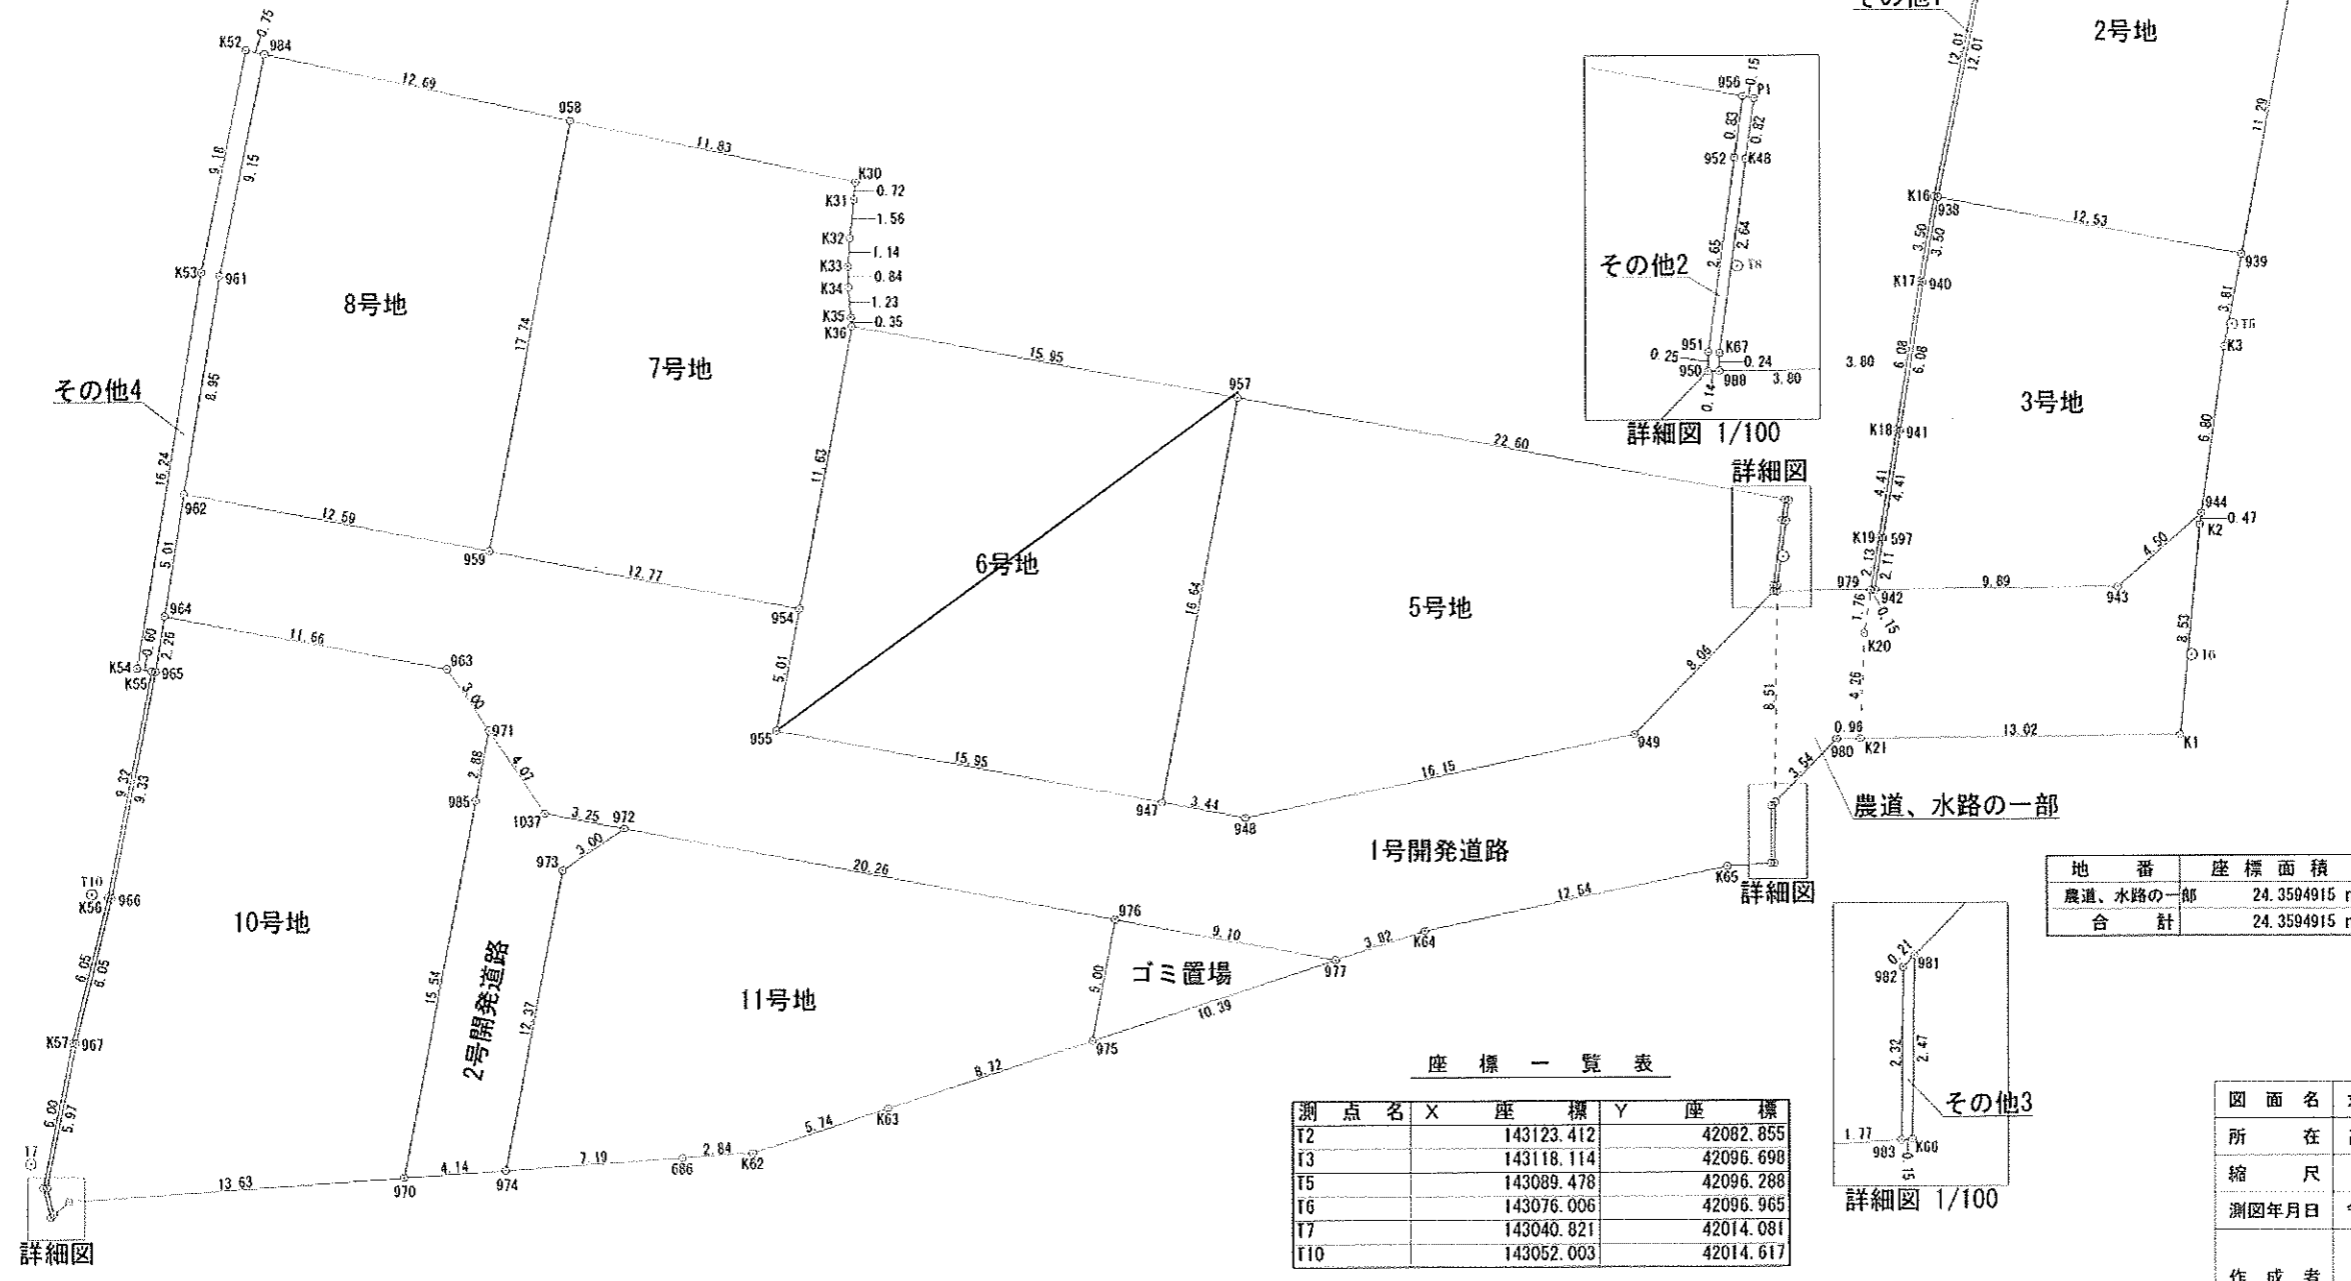 その他1
2号地
K52
0.75
984
12.69
958
11.83
K30
0.72
K31
1.56
K32
1.14
K33
0.84
K34
1.23
K35
0.35
K36
9.18
9.15
K53
961
8号地
17.74
7号地
その他4
8.95
16.24
962
12.59
959
12.77
954
11.63
15.95
957
6号地
5.01
955
16.64
22.60
5号地
15.95
947
3.44
948
16.15
949
8.06
956
0.15
P1
0.83
0.82
952
K48
2.65
2.64
T8
その他2
951
K67
0.25
0.24
950
988
0.14
3.80
詳細図 1/100
詳細図
3.80
12.01
12.01
11.29
K16
938
12.53
939
3.50
3.50
K17
940
3.81
T5
K3
6.08
6.08
3号地
K18
941
6.80
4.41
4.41
944
0.47
K2
K19
597
4.50
2.13
2.11
979
942
9.89
943
1.76
0.15
K20
8.53
T6
4.26
8.51
0.96
980
K21
13.02
K1
3.54
農道、水路の一部
5.01
964
11.66
963
0.60
2.26
K54
K55
965
3.00
971
2.88
4.07
985
1037
3.25
972
3.00
973
9.32
9.33
T10
K56
966
10号地
20.26
976
9.10
977
3.82
K64
12.64
K65
詳細図
1号開発道路
5.00
ゴミ置場
10.39
975
6.05
6.05
15.54
2号開発道路
12.37
11号地
K57
967
8.72
K63
5.74
6.00
5.97
T7
13.63
970
4.14
974
7.19
686
2.84
K62
詳細図
地 番 座標面積
農道、水路の一部 24.3594915
合 計 24.3594915
0.21
981
982
2.32
2.47
その他3
1.77
983
K66
0.15
詳細図 1/100
座標一覧表
測点名 X 座標 Y 座標
T2 143123.412 42082.855
T3 143118.114 42096.698
T5 143089.478 42096.288
T6 143076.006 42096.965
T7 143040.821 42014.081
T10 143052.003 42014.617
図面名
所在
縮尺
測図年月日
作成者